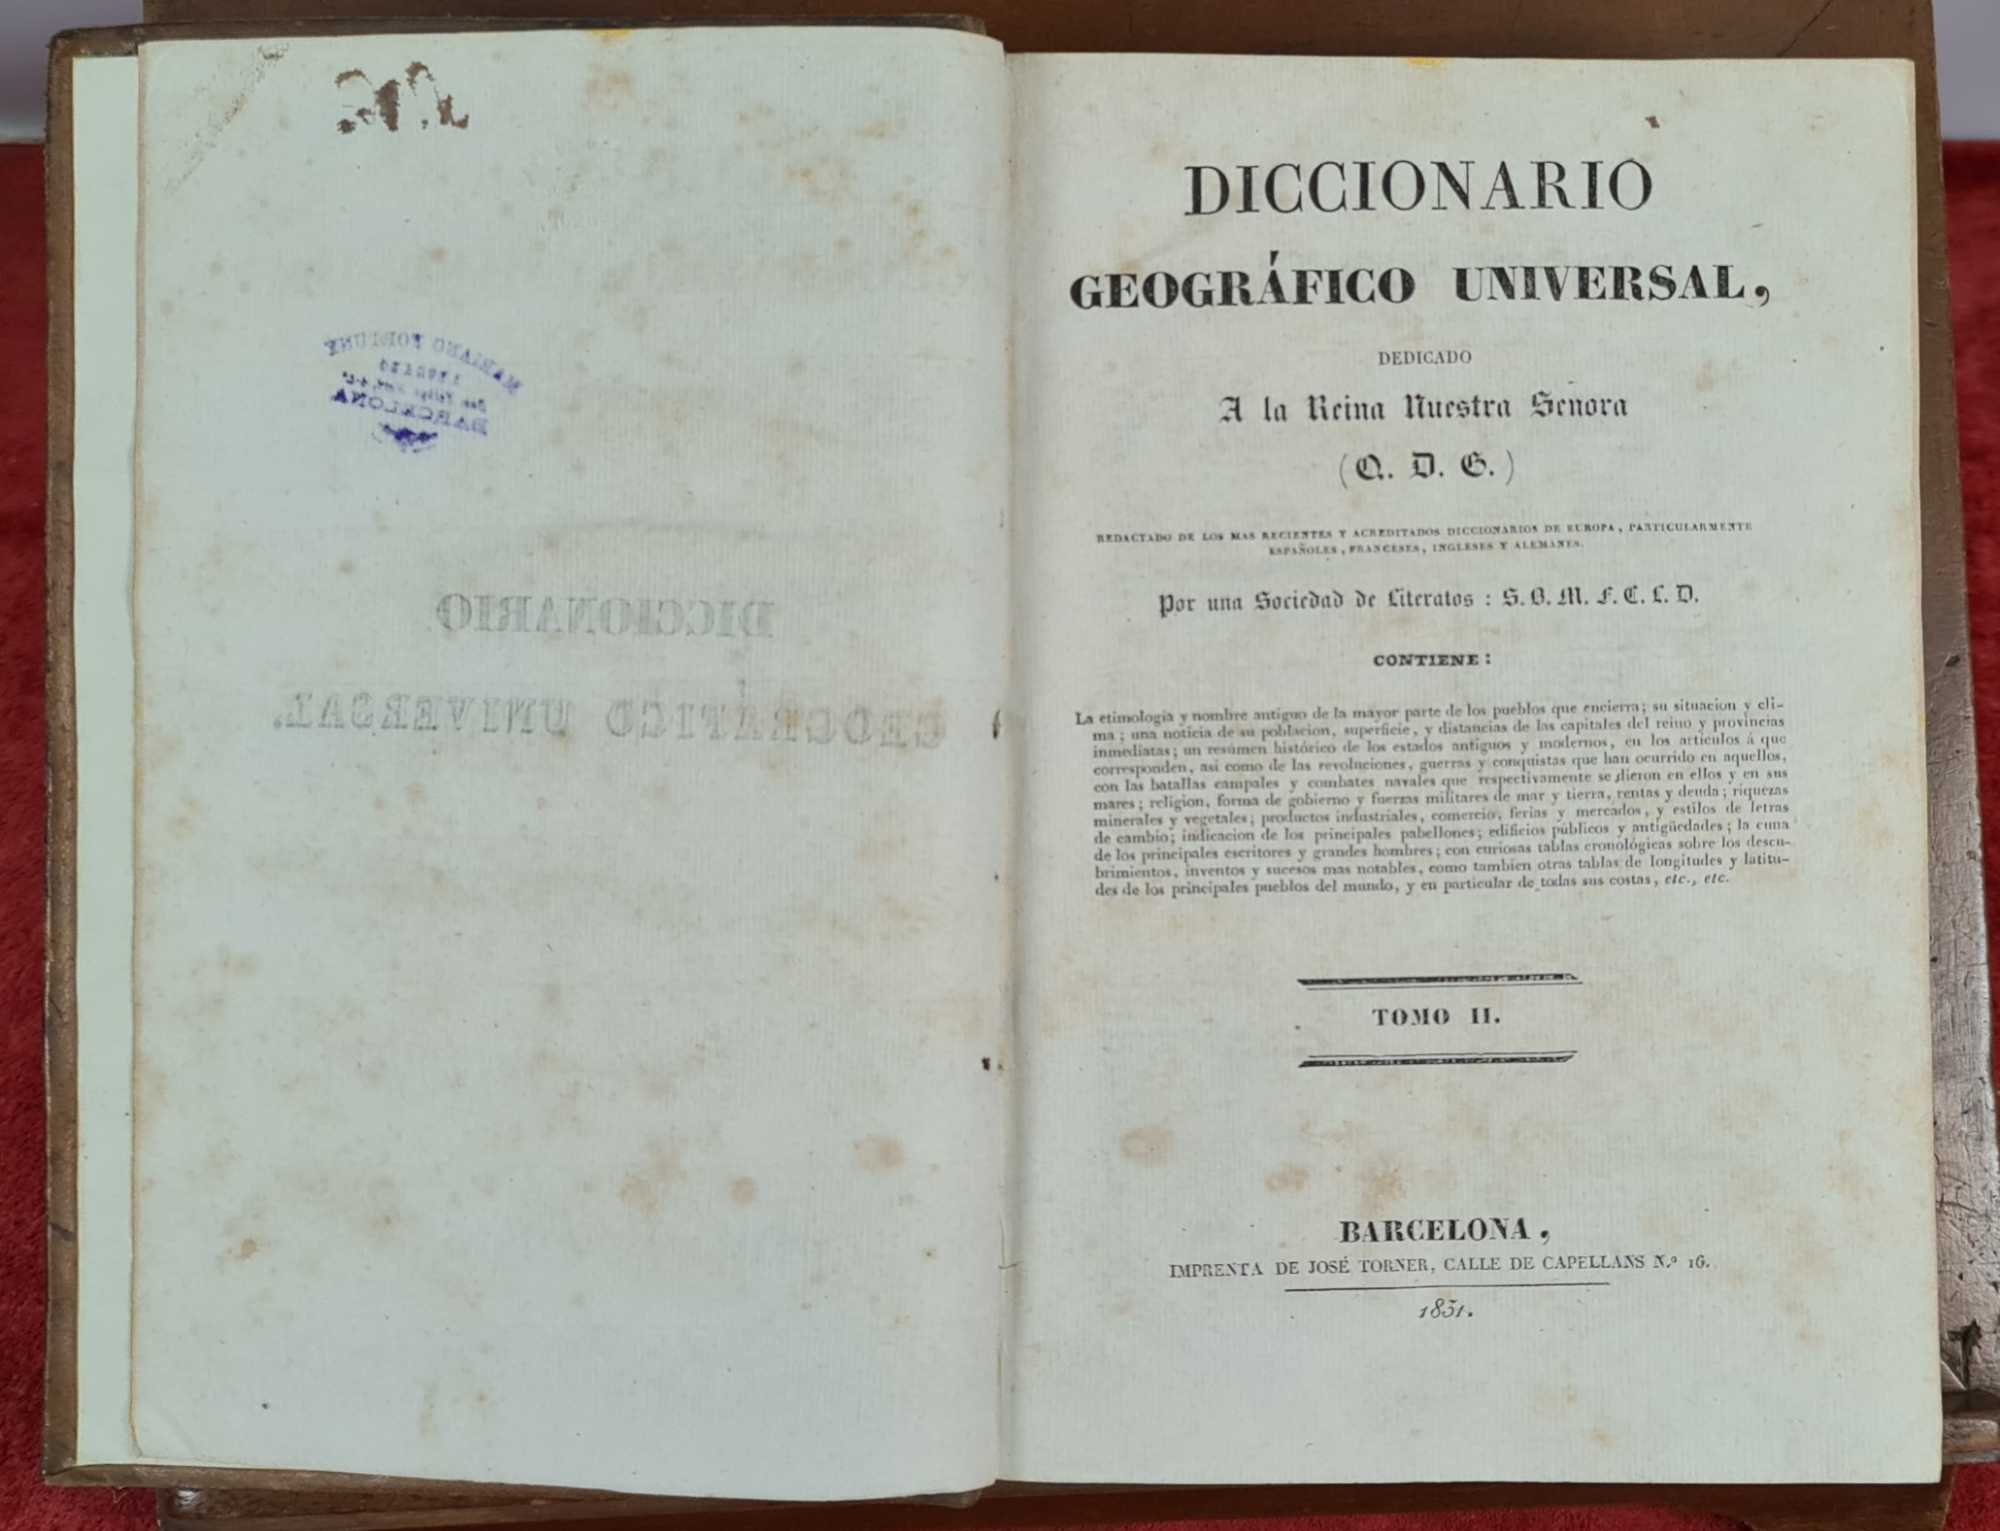 MARIANO FORTUNY
BARCELONA
DICCIONARIO
GEOGRÁFICO UNIVERSAL.
DICCIONARIO
GEOGRÁFICO UNIVERSAL,
DEDICADO
A la Reina Nuestra Señora
(Q. D. G.)
REDACTADO DE LOS MAS RECIENTES Y ACREDITADOS DICCIONARIOS DE EUROPA, PARTICULARMENTE
ESPAÑOLES, FRANCESES, INGLESES Y ALEMANES.
Por una Sociedad de Literatos: S. B. M. F. C. L. D.
CONTIENE:
La etimología y nombre antiguo de la mayor parte de los pueblos que encierra; su situacion y cli-
ma; una noticia de su poblacion, superficie, y distancias de las capitales del reino y provincias
inmediatas; un resúmen histórico de los estados antiguos y modernos, en los artículos á que
corresponden, asi como de las revoluciones, guerras y conquistas que han ocurrido en aquellos,
con las batallas campales y combates navales que respectivamente se dieron en ellos y en sus
mares; religion, forma de gobierno y fuerzas militares de mar y tierra, rentas y deuda; riquezas
minerales y vegetales; productos industriales, comercio, ferias y mercados, y estilos de letras
de cambio; indicacion de los principales pabellones; edificios públicos y antigüedades; la cuna
de los principales escritores y grandes hombres; con curiosas tablas cronológicas sobre los descu-
brimientos, inventos y sucesos mas notables, como tambien otras tablas de longitudes y latitu-
des de los principales pueblos del mundo, y en particular de todas sus costas, etc., etc.
TOMO II.
BARCELONA,
IMPRENTA DE JOSÉ TORNER, CALLE DE CAPELLANS N.º 16.
1831.